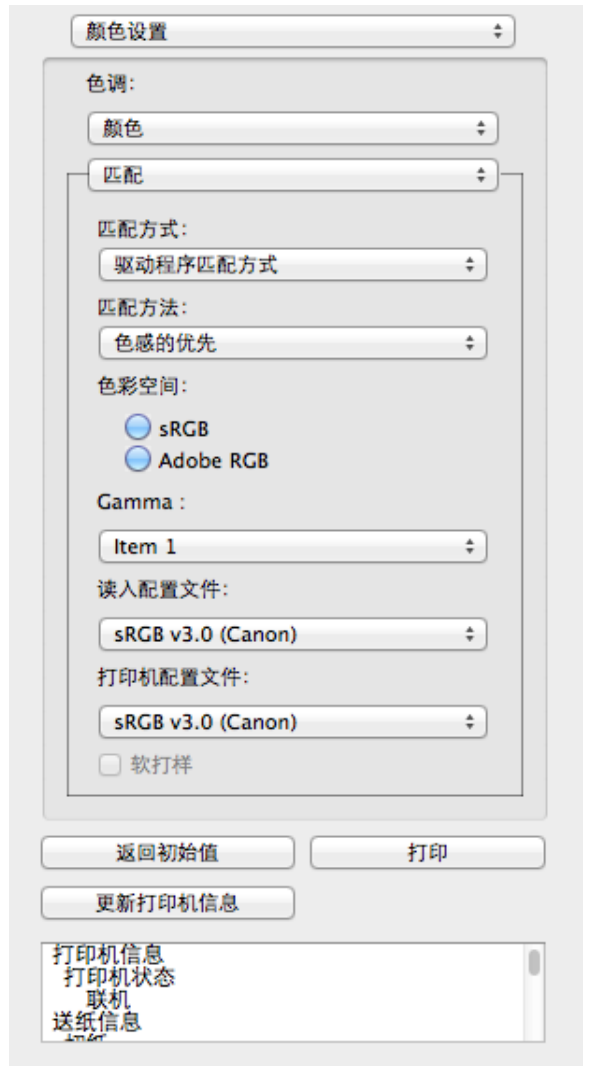 颜色设置
色调:
颜色
匹配
匹配方式:
驱动程序匹配方式
匹配方法:
色感的优先
色彩空间:
sRGB
Adobe RGB
Gamma :
Item 1
读入配置文件:
sRGB v3.0 (Canon)
打印机配置文件:
sRGB v3.0 (Canon)
软打样
返回初始值 打印
更新打印机信息
打印机信息
打印机状态
联机
送纸信息